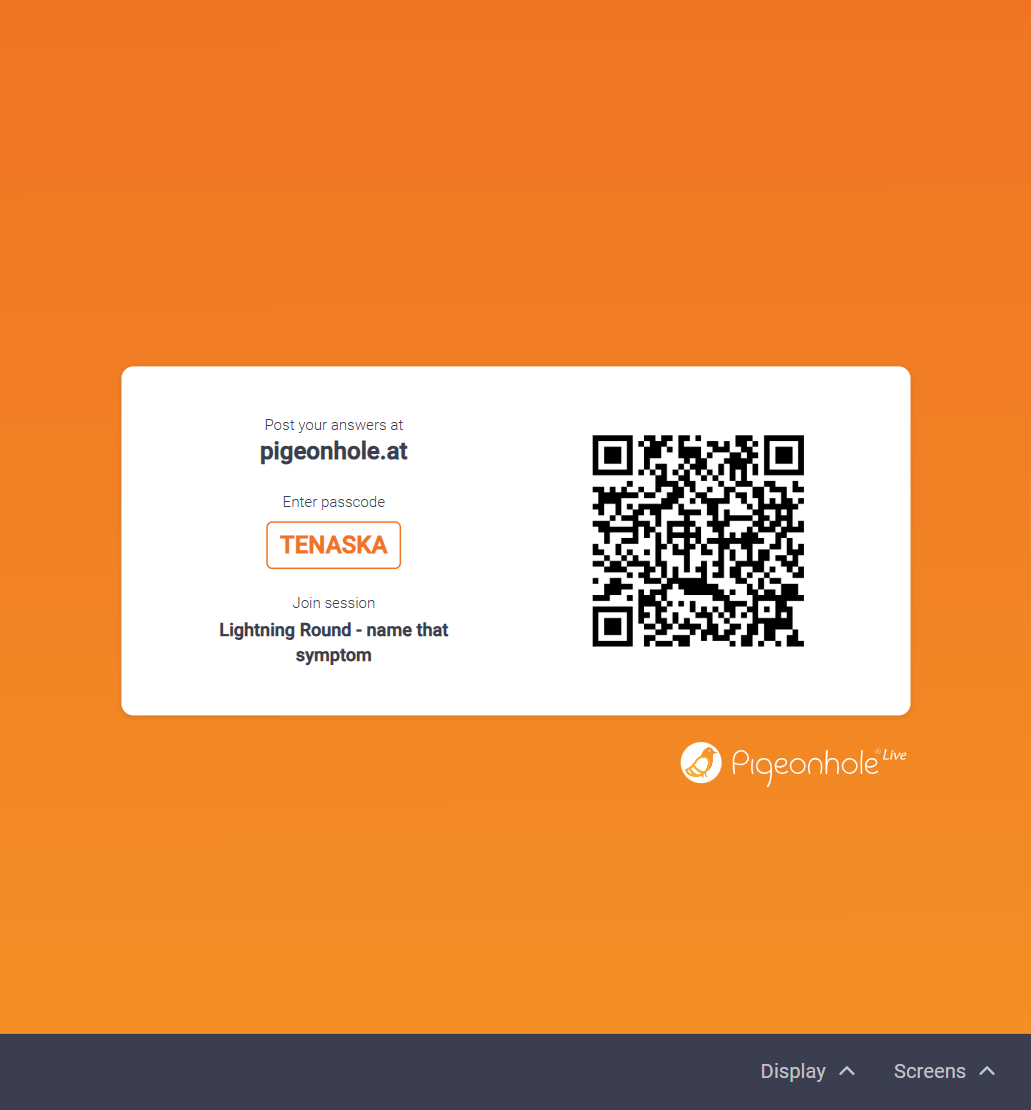 Post your answers at
pigeonhole.at
Enter passcode
TENASKA
Join session
Lightning Round - name that
symptom
Pigeonhole® Live
Display
Screens